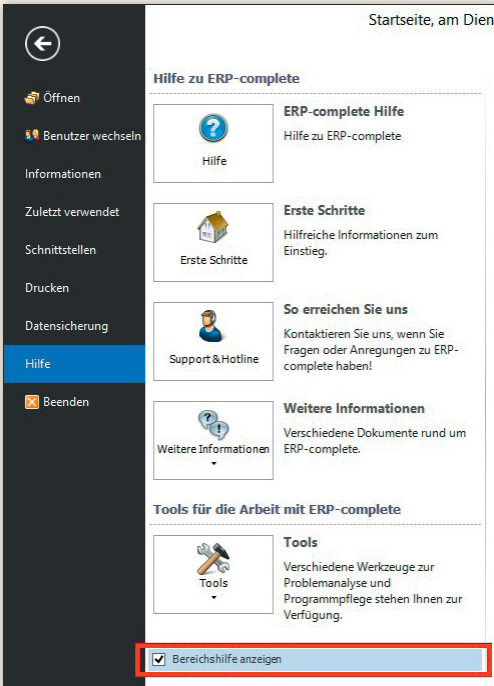 Startseite, am Dien
Öffnen
Benutzer wechseln
Informationen
Zuletzt verwendet
Schnittstellen
Drucken
Datensicherung
Hilfe
Beenden
Hilfe zu ERP-complete
Hilfe
ERP-complete Hilfe
Hilfe zu ERP-complete
Erste Schritte
Erste Schritte
Hilfreiche Informationen zum
Einstieg.
Support & Hotline
So erreichen Sie uns
Kontaktieren Sie uns, wenn Sie
Fragen oder Anregungen zu ERP-
complete haben!
Weitere Informationen
Weitere Informationen
Verschiedene Dokumente rund um
ERP-complete.
Tools für die Arbeit mit ERP-complete
Tools
Tools
Verschiedene Werkzeuge zur
Problemanalyse und
Programmpflege stehen Ihnen zur
Verfügung.
Bereichshilfe anzeigen